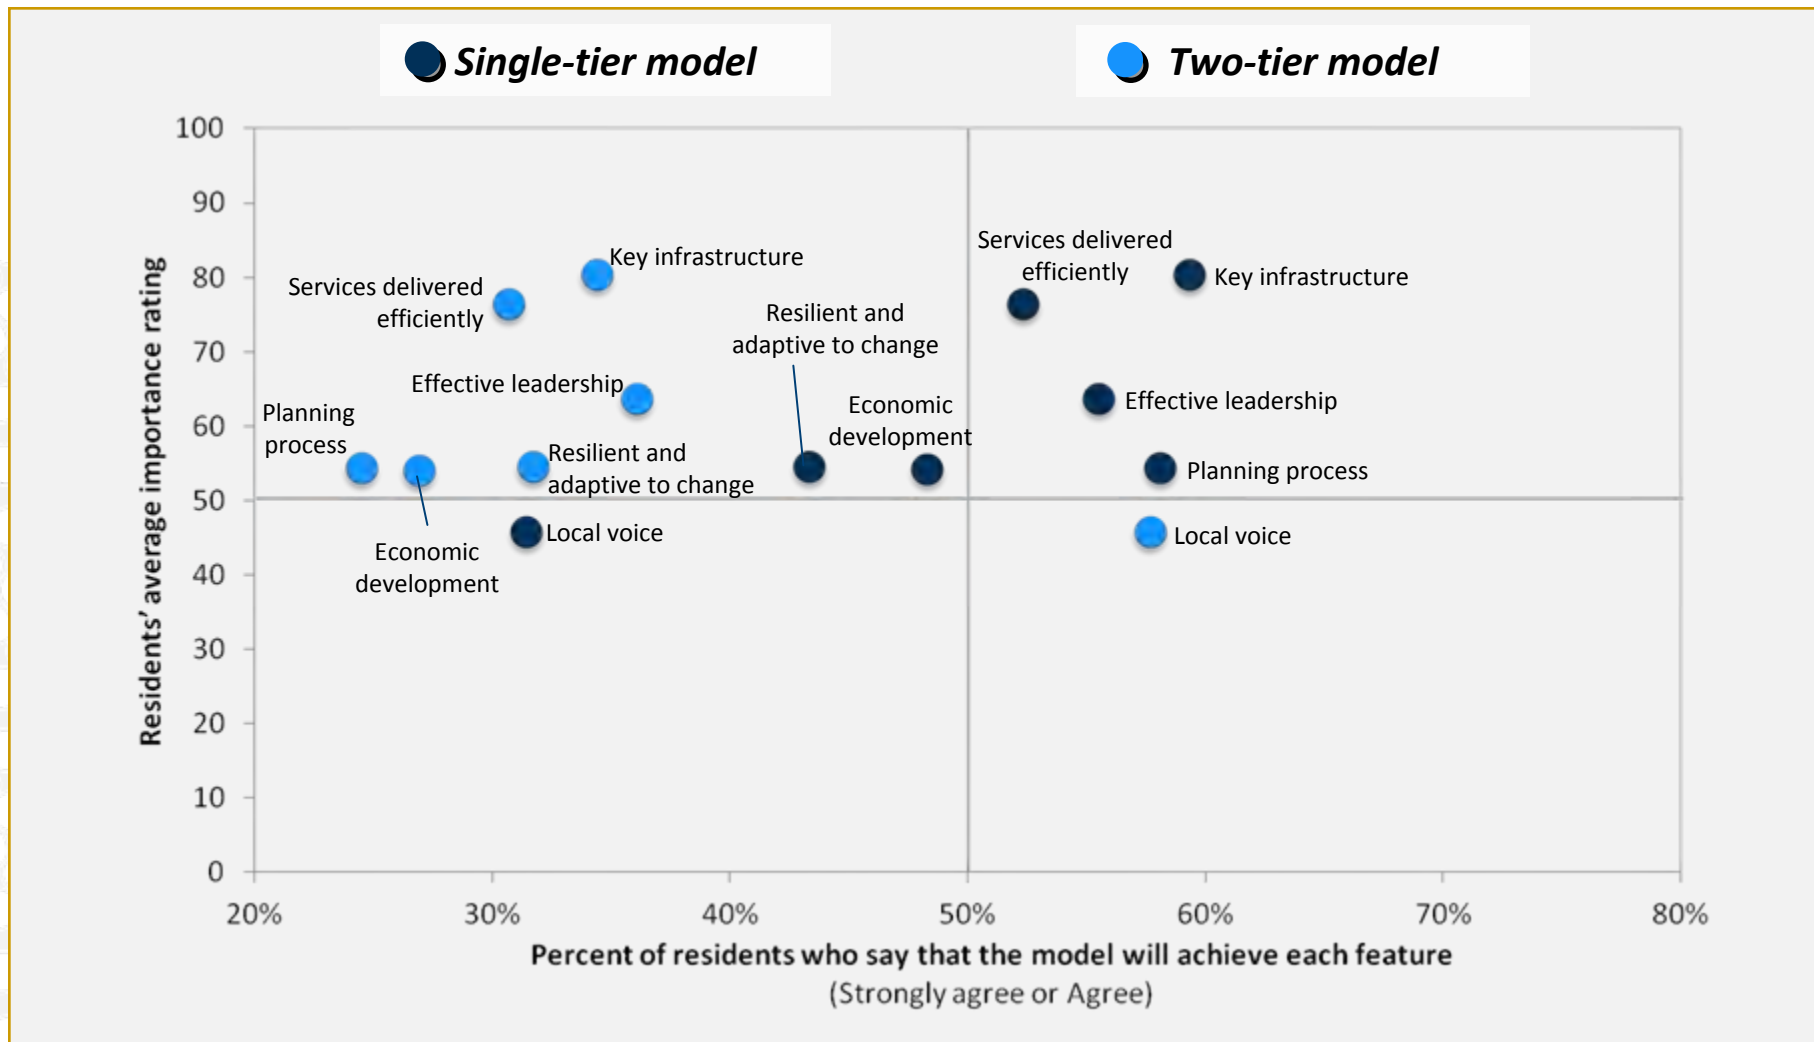 Single-tier model
Two-tier model
Residents' average importance rating
100
90
80
70
60
50
40
30
20
10
0
Services delivered
efficiently
Key infrastructure
Effective leadership
Planning
process
Economic
development
Resilient and
adaptive to change
Local voice
Resilient and
adaptive to change
Economic
development
Services delivered
efficiently
Key infrastructure
Effective leadership
Planning process
Local voice
20%
30%
40%
50%
60%
70%
80%
Percent of residents who say that the model will achieve each feature
(Strongly agree or Agree)